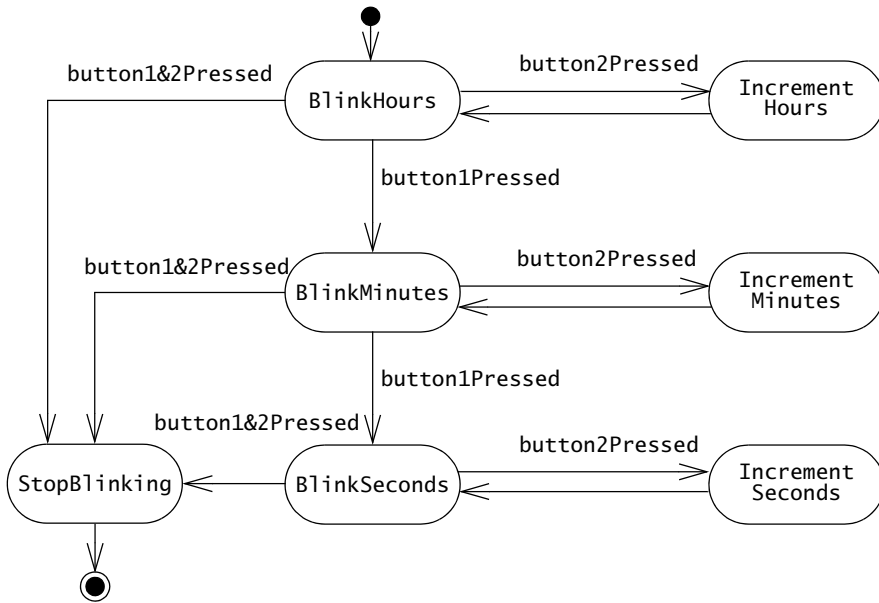 button1&2Pressed
button2Pressed
BlinkHours
Increment
Hours
button1Pressed
button1&2Pressed
button2Pressed
BlinkMinutes
Increment
Minutes
button1Pressed
button1&2Pressed
button2Pressed
StopBlinking
BlinkSeconds
Increment
Seconds